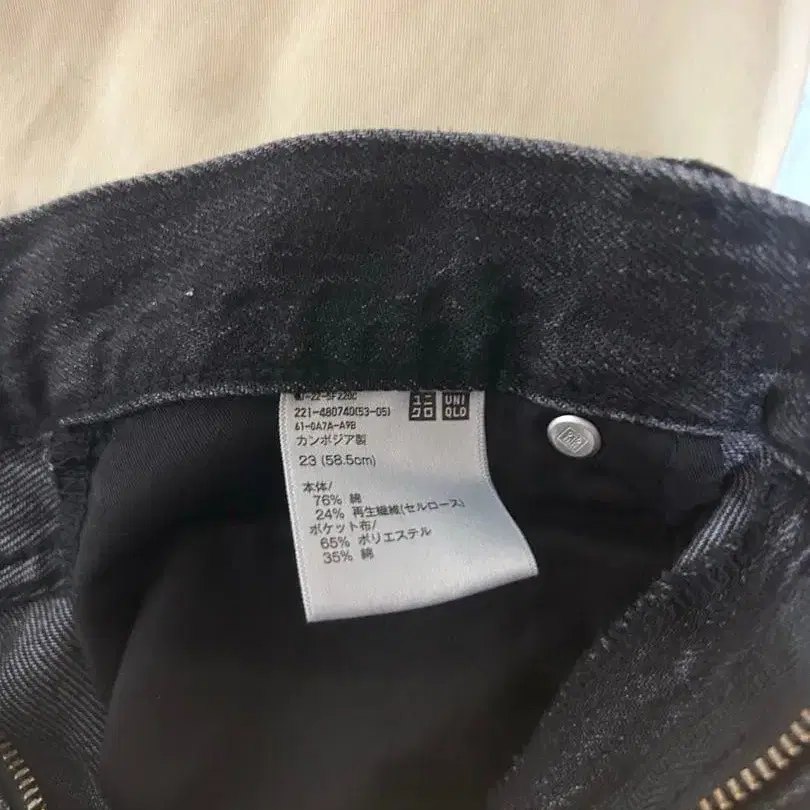 221-480740(53-05)
61-0A7A-A9B
カンボジア製
23 (58.5cm)
本体/
76% 綿
24% 再生繊維(セルロース)
ポケット布/
65% ポリエステル
35% 綿
ユニクロ
UNIQLO